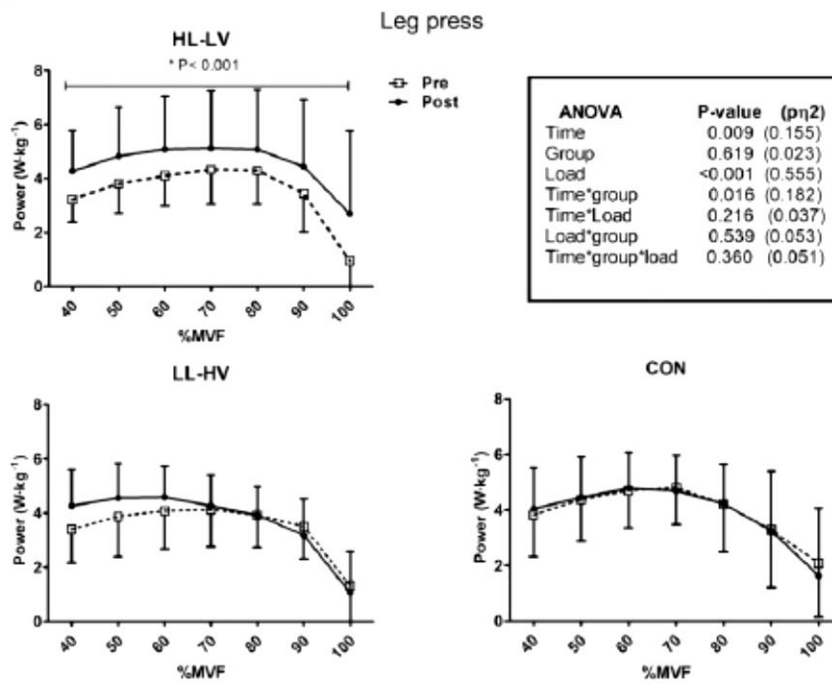 Leg press
HL-LV
* P< 0.001
Pre
Post
Power (W·kg⁻¹)
8
6
4
2
0
40 50 60 70 80 90 100
%MVF
ANOVA P-value (pη2)
Time 0.009 (0.155)
Group 0.619 (0.023)
Load <0.001 (0.555)
Time*group 0.016 (0.182)
Time*Load 0.216 (0.037)
Load*group 0.539 (0.053)
Time*group*load 0.360 (0.051)
LL-HV
Power (W·kg⁻¹)
8
6
4
2
0
40 50 60 70 80 90 100
%MVF
CON
Power (W·kg⁻¹)
8
6
4
2
0
40 50 60 70 80 90 100
%MVF